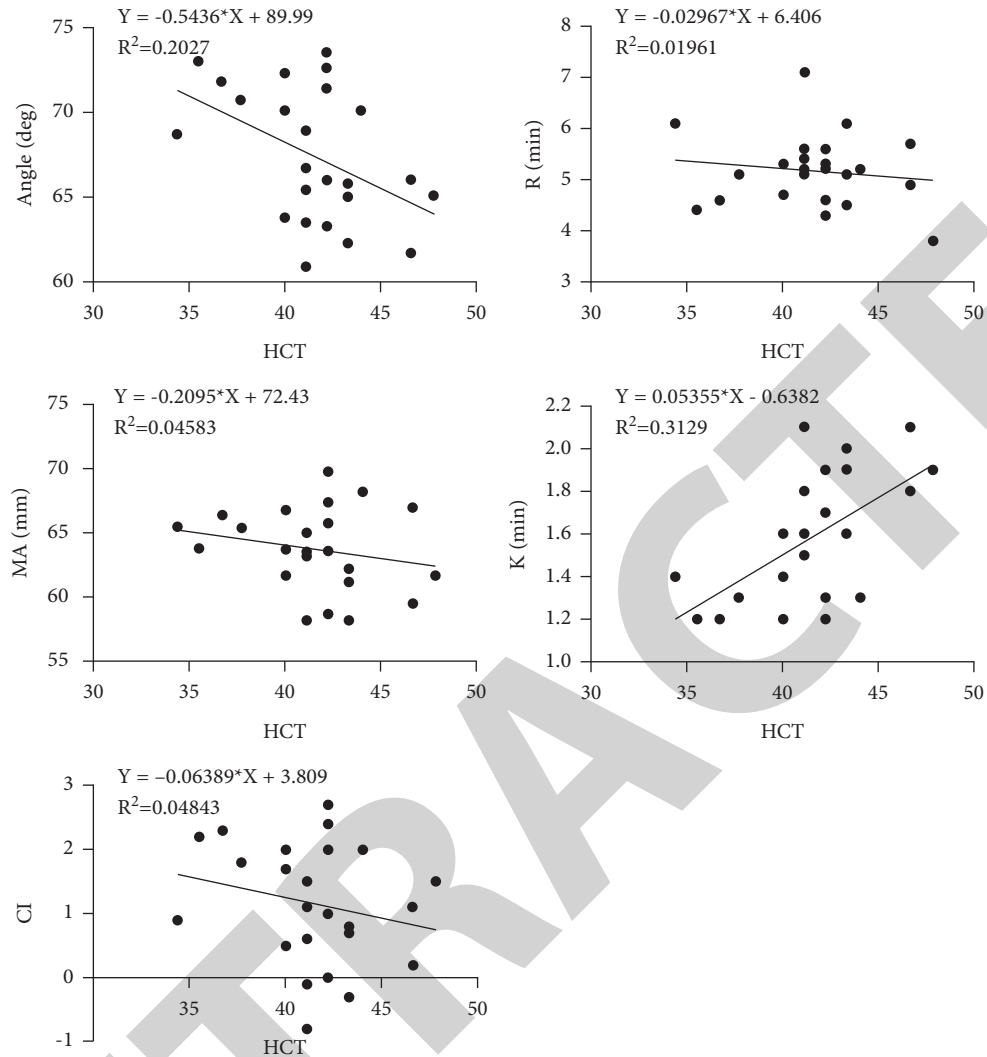 Y = -0.5436*X + 89.99
R²=0.2027
75
70
65
60
Angle (deg)
30 35 40 45 50
HCT
Y = -0.02967*X + 6.406
R²=0.01961
8
7
6
5
4
3
R (min)
30 35 40 45 50
HCT
Y = -0.2095*X + 72.43
R²=0.04583
75
70
65
60
55
MA (mm)
30 35 40 45 50
HCT
Y = 0.05355*X - 0.6382
R²=0.3129
2.2
2.0
1.8
1.6
1.4
1.2
1.0
K (min)
30 35 40 45 50
HCT
Y = –0.06389*X + 3.809
R²=0.04843
3
2
1
0
-1
CI
35 40 45 50
HCT
TRACTE